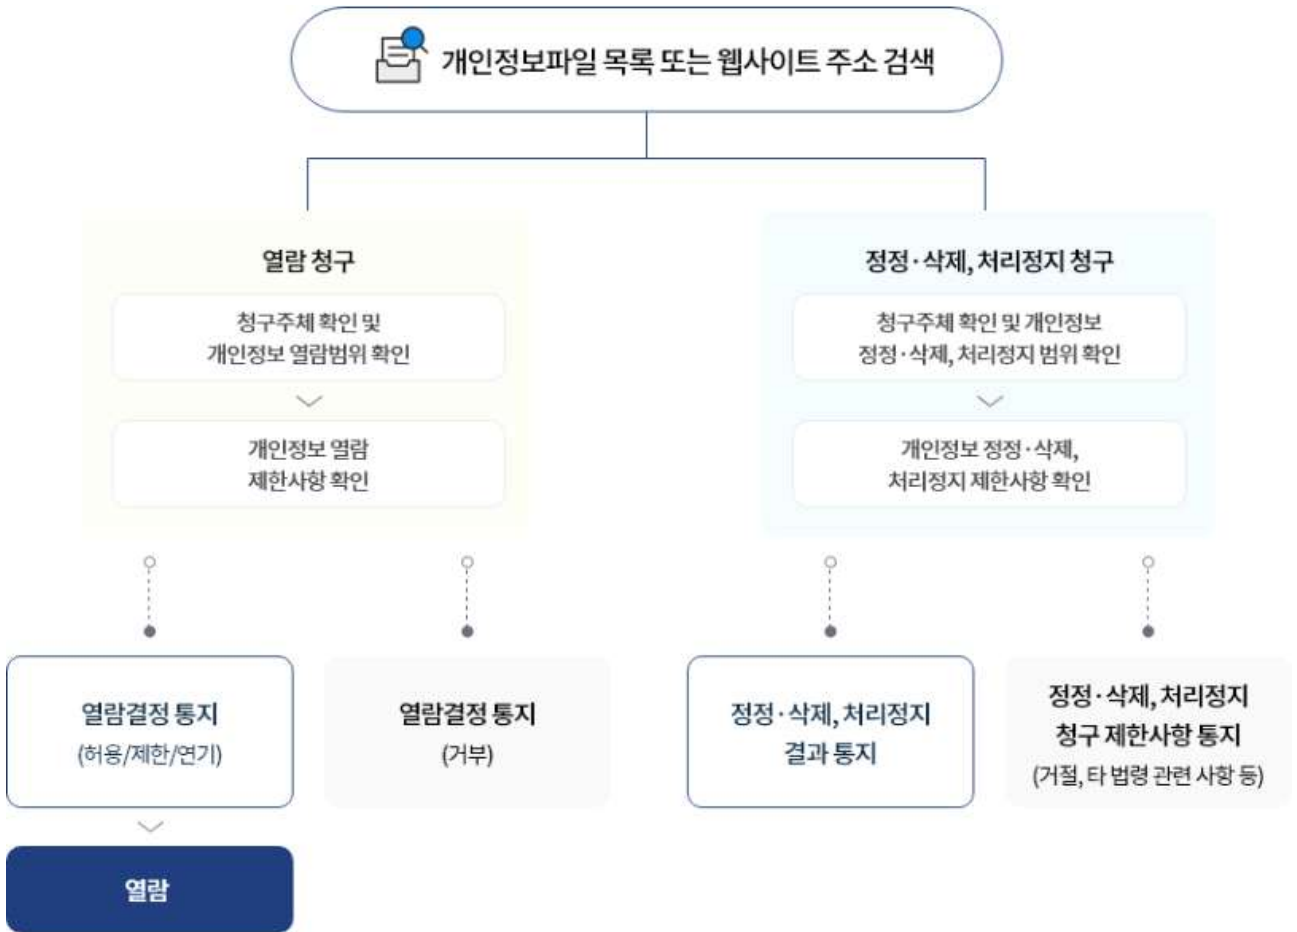 개인정보파일 목록 또는 웹사이트 주소 검색
열람 청구
청구주체 확인 및
개인정보 열람범위 확인
개인정보 열람
제한사항 확인
정정·삭제, 처리정지 청구
청구주체 확인 및 개인정보
정정·삭제, 처리정지 범위 확인
개인정보 정정·삭제,
처리정지 제한사항 확인
열람결정 통지
(허용/제한/연기)
열람결정 통지
(거부)
정정·삭제, 처리정지
결과 통지
정정·삭제, 처리정지
청구 제한사항 통지
(거절, 타 법령 관련 사항 등)
열람